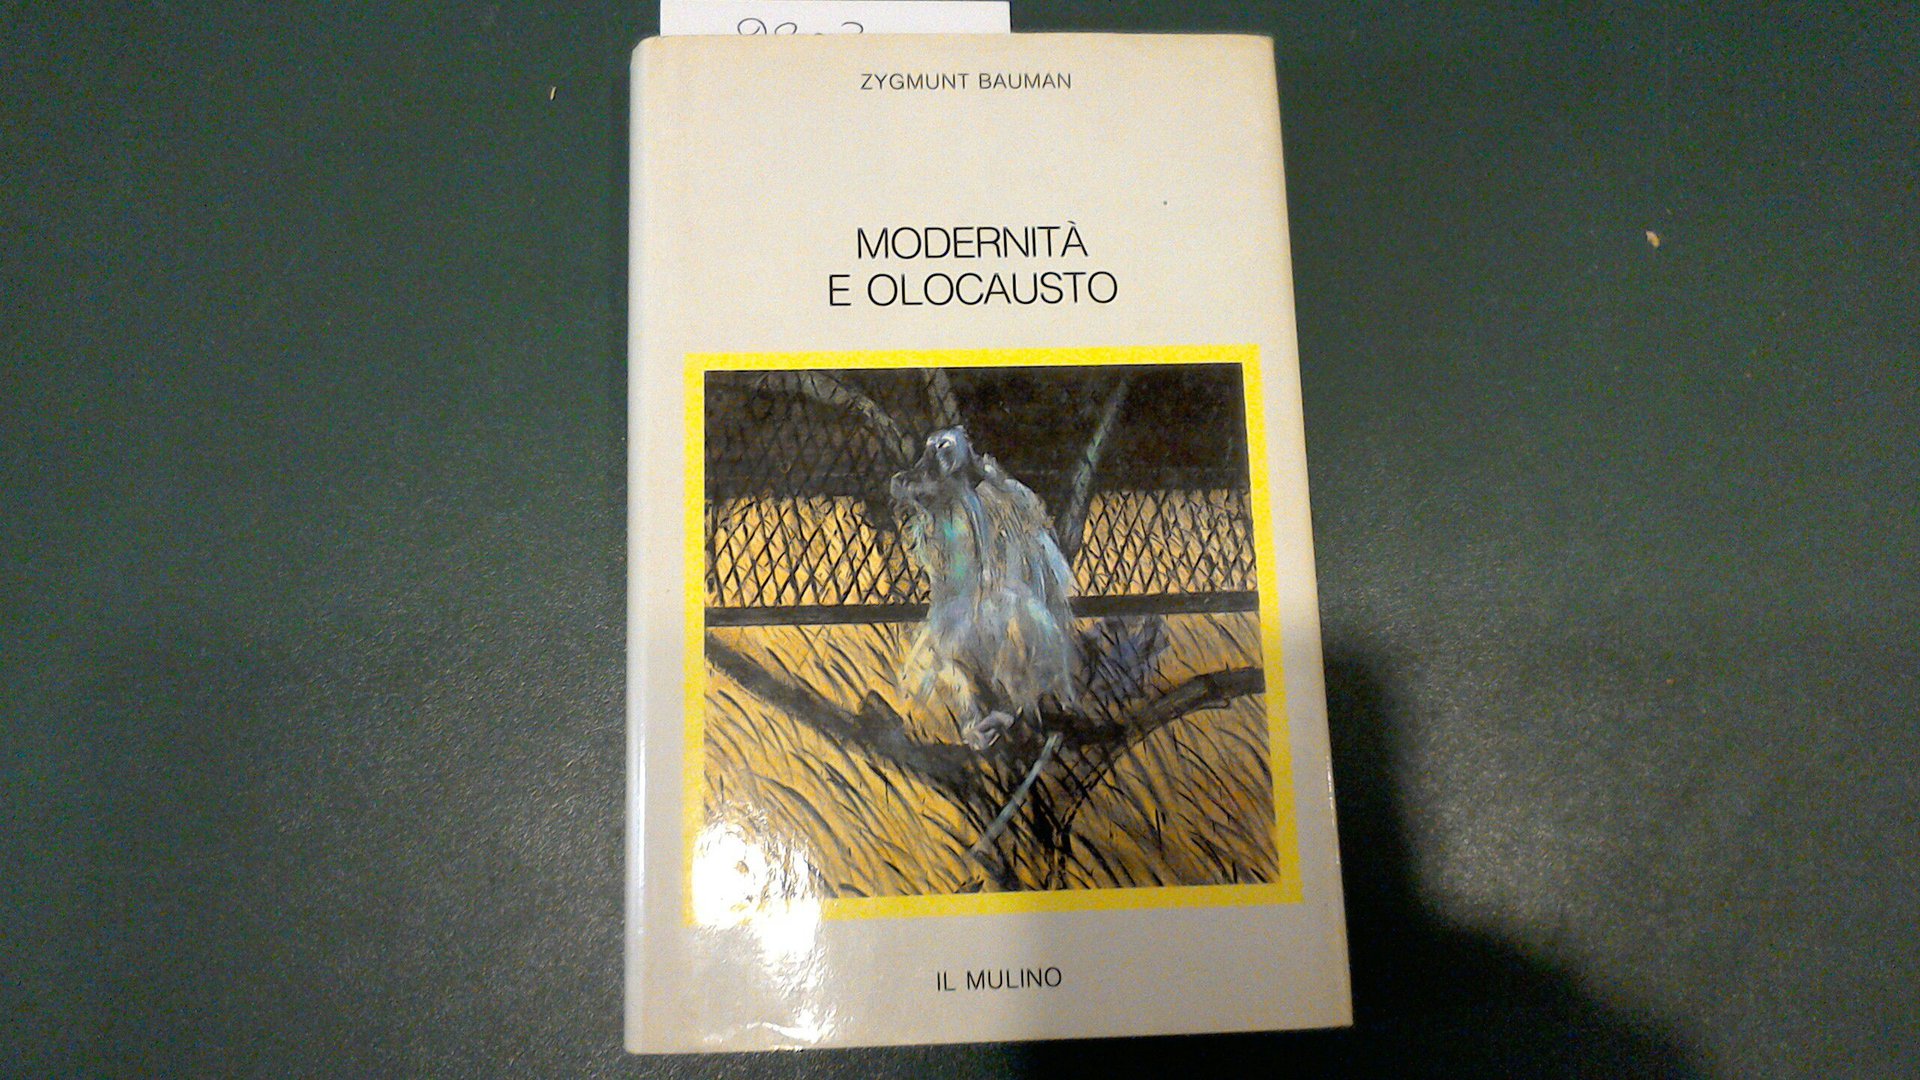 ZYGMUNT BAUMAN
MODERNITÀ
E OLOCAUSTO
IL MULINO